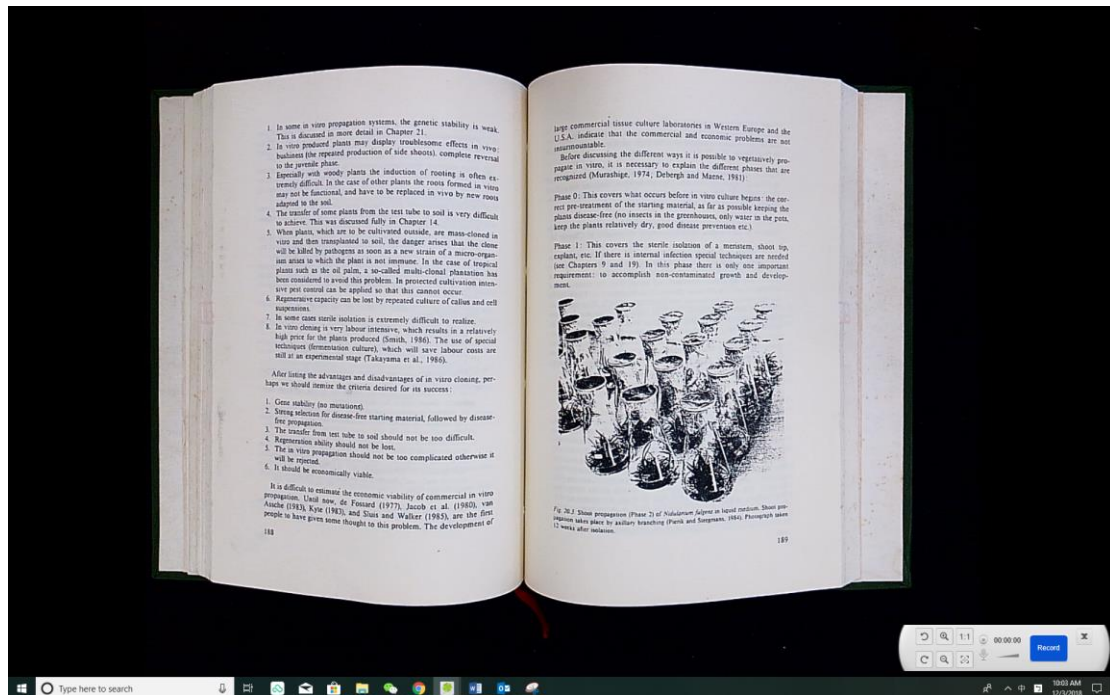 1. In some in vitro propagation systems, the genetic stability is weak.
This is discussed in more detail in Chapter 21.
2. In vitro produced plants may display troublesome effects in vivo:
bushiness (the repeated production of side shoots), complete reversal
to the juvenile phase.
3. Especially with woody plants the induction of rooting is often ex-
tremely difficult. In the case of other plants the roots formed in vitro
may not be functional, and have to be replaced in vivo by new roots
adapted to the soil.
4. The transfer of some plants from the test tube to soil is very difficult
to achieve. This was discussed fully in Chapter 14.
5. When plants, which are to be cultivated outside, are mass-cloned in
vitro and then transplanted to soil, the danger arises that the clone
will be killed by pathogens as soon as a new strain of a micro-organ-
ism arises to which the plant is not immune. In the case of tropical
plants such as the oil palm, a so-called multi-clonal plantation has
been considered to avoid this problem. In protected cultivation inten-
sive pest control can be applied so that this cannot occur.
6. Regenerative capacity can be lost by repeated culture of callus and cell
suspensions.
7. In some cases sterile isolation is extremely difficult to realize.
8. In vitro cloning is very labour intensive, which results in a relatively
high price for the plants produced (Smith, 1986). The use of special
techniques (fermentation culture), which will save labour costs are
still at an experimental stage (Takayama et al., 1986).
After listing the advantages and disadvantages of in vitro cloning, per-
haps we should itemize the criteria desired for its success:
1. Gene stability (no mutations).
2. Strong selection for disease-free starting material, followed by disease-
free propagation.
3. The transfer from test tube to soil should not be too difficult.
4. Regeneration ability should not be lost.
5. The in vitro propagation should not be too complicated otherwise it
will be rejected.
6. It should be economically viable.
It is difficult to estimate the economic viability of commercial in vitro
propagation. Until now, de Fossard (1977), Jacob et al. (1980), van
Assche (1983), Kyte (1983), and Sluis and Walker (1985), are the first
people to have given some thought to this problem. The development of
188
large commercial tissue culture laboratories in Western Europe and the
U.S.A. indicate that the commercial and economic problems are not
insurmountable.
Before discussing the different ways it is possible to vegetatively pro-
pagate in vitro, it is necessary to explain the different phases that are
recognized (Murashige, 1974; Debergh and Maene, 1981):
Phase 0: This covers what occurs before in vitro culture begins: the cor-
rect pre-treatment of the starting material, as far as possible keeping the
plants disease-free (no insects in the greenhouses, only water in the pots,
keep the plants relatively dry, good disease prevention etc.).
Phase 1: This covers the sterile isolation of a meristem, shoot tip,
explant, etc. If there is internal infection special techniques are needed
(see Chapters 9 and 19). In this phase there is only one important
requirement: to accomplish non-contaminated growth and develop-
ment.
Fig. 20.3. Shoot propagation (Phase 2) of Nidularium fulgens in liquid medium. Shoot pro-
pagation takes place by axillary branching (Pierik and Steegmans, 1984). Photograph taken
12 weeks after isolation.
189
1:1
00:00:00
Record
Type here to search
中
10:03 AM
12/3/2018